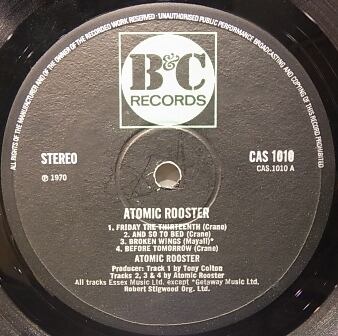 ALL RIGHTS OF THE MANUFACTURER AND OF THE OWNER OF THE RECORDED WORK RESERVED · UNAUTHORISED PUBLIC PERFORMANCE BROADCASTING AND COPYING OF THIS RECORD PROHIBITED
B&C
RECORDS
STEREO
CAS 1010
℗ 1970
CAS.1010 A
ATOMIC ROOSTER
1. FRIDAY THE THIRTEENTH (Crane)
2. AND SO TO BED (Crane)
3. BROKEN WINGS (Mayall)*
4. BEFORE TOMORROW (Crane)
ATOMIC ROOSTER
Producer: Track 1 by Tony Colton
Tracks 2, 3 & 4 by Atomic Rooster
All tracks Essex Music Ltd. except *Getaway Music Ltd.
Robert Stigwood Org. Ltd.